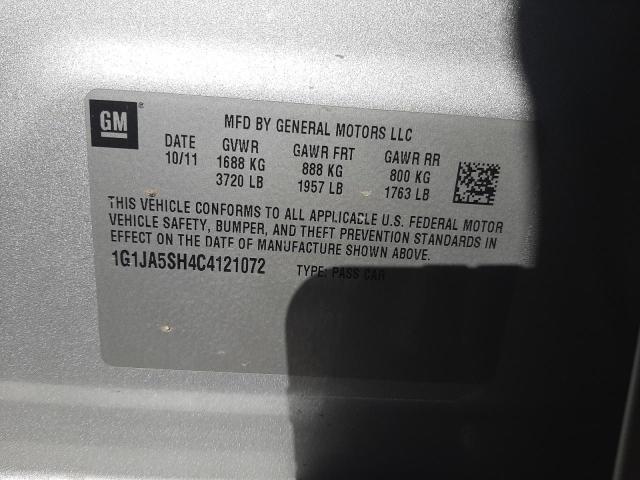 GM ®
MFD BY GENERAL MOTORS LLC
DATE GVWR GAWR FRT GAWR RR
10/11 1688 KG 888 KG 800 KG
3720 LB 1957 LB 1763 LB
THIS VEHICLE CONFORMS TO ALL APPLICABLE U.S. FEDERAL MOTOR
VEHICLE SAFETY, BUMPER, AND THEFT PREVENTION STANDARDS IN
EFFECT ON THE DATE OF MANUFACTURE SHOWN ABOVE.
1G1JA5SH4C4121072 TYPE: PASS CAR